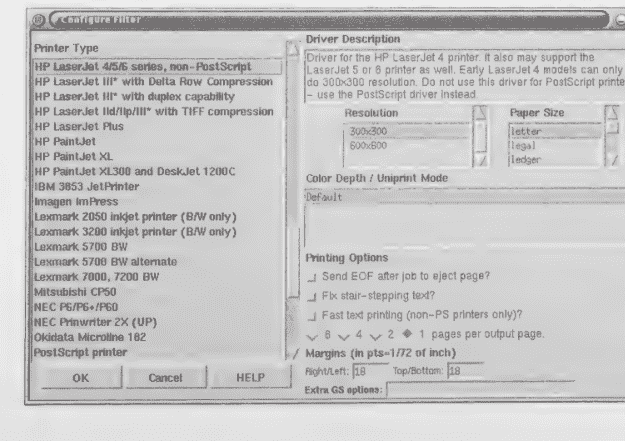 Configure Filter
Printer Type
HP LaserJet 4/5/6 series, non-PostScript
HP LaserJet III* with Delta Row Compression
HP LaserJet III* with duplex capability
HP LaserJet IId/IIp/III* with TIFF compression
HP LaserJet Plus
HP PaintJet
HP PaintJet XL
HP PaintJet XL300 and DeskJet 1200C
IBM 3853 JetPrinter
Imagen ImPress
Lexmark 2050 inkjet printer (B/W only)
Lexmark 3200 inkjet printer (B/W only)
Lexmark 5700 BW
Lexmark 5700 BW alternate
Lexmark 7000, 7200 BW
Mitsubishi CP50
NEC P6/P6+/P60
NEC Prinwriter 2X (UP)
Okidata Microline 182
PostScript printer
OK Cancel HELP
Driver Description
Driver for the HP LaserJet 4 printer. It also may support the
LaserJet 5 or 6 printer as well. Early LaserJet 4 models can only
do 300x300 resolution. Do not use this driver for PostScript printe
- use the PostScript driver instead.
Resolution Paper Size
300x300 letter
600x600 legal
ledger
Color Depth / Uniprint Mode
Default
Printing Options
Send EOF after job to eject page?
Fix stair-stepping text?
Fast text printing (non-PS printers only)?
8 4 2 1 pages per output page.
Margins (in pts=1/72 of inch)
Right/Left: 18 Top/Bottom: 18
Extra GS options: